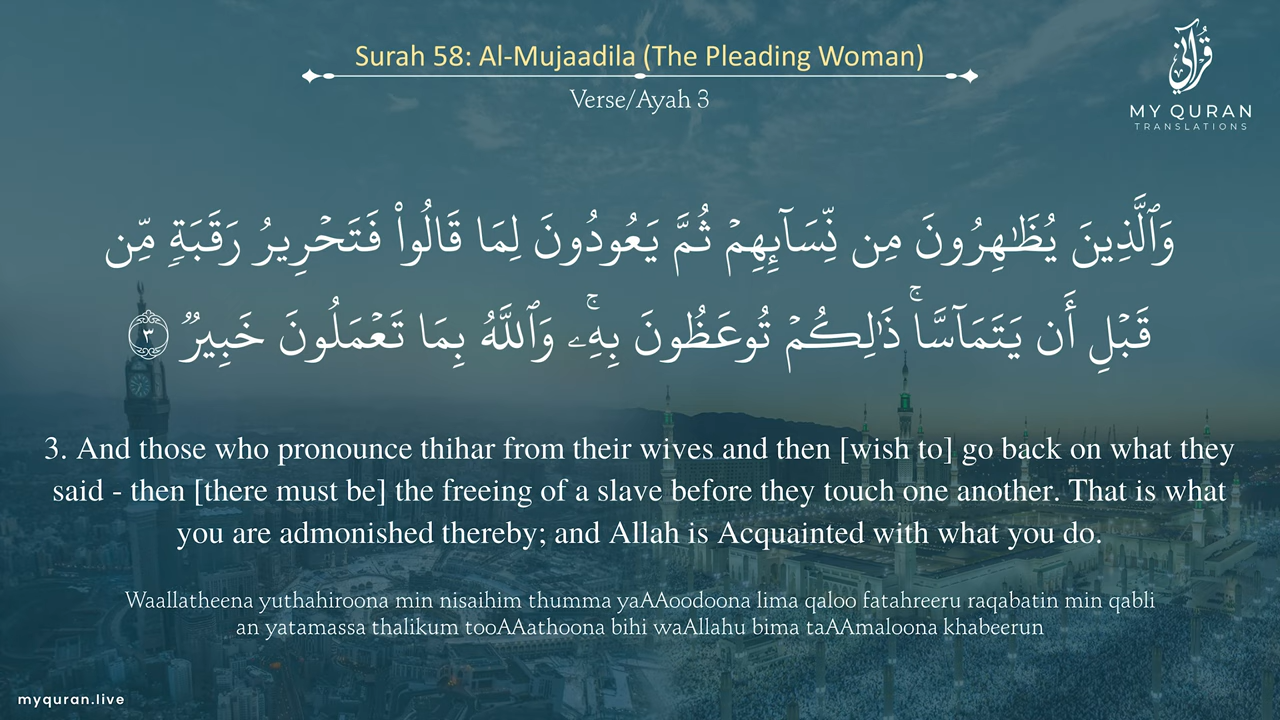 Surah 58: Al-Mujaadila (The Pleading Woman)
Verse/Ayah 3
قرآني
MY QURAN
TRANSLATIONS
وَٱلَّذِينَ يُظَـٰهِرُونَ مِن نِّسَآئِهِمْ ثُمَّ يَعُودُونَ لِمَا قَالُوا۟ فَتَحْرِيرُ رَقَبَةٍ مِّن
قَبْلِ أَن يَتَمَآسَّا ۚ ذَٰلِكُمْ تُوعَظُونَ بِهِۦ ۚ وَٱللَّهُ بِمَا تَعْمَلُونَ خَبِيرٌ ٣
3. And those who pronounce thihar from their wives and then [wish to] go back on what they
said - then [there must be] the freeing of a slave before they touch one another. That is what
you are admonished thereby; and Allah is Acquainted with what you do.
Waallatheena yuthahiroona min nisaihim thumma yaAAoodoona lima qaloo fatahreeru raqabatin min qabli
an yatamassa thalikum tooAAathoona bihi waAllahu bima taAAmaloona khabeerun
myquran.live